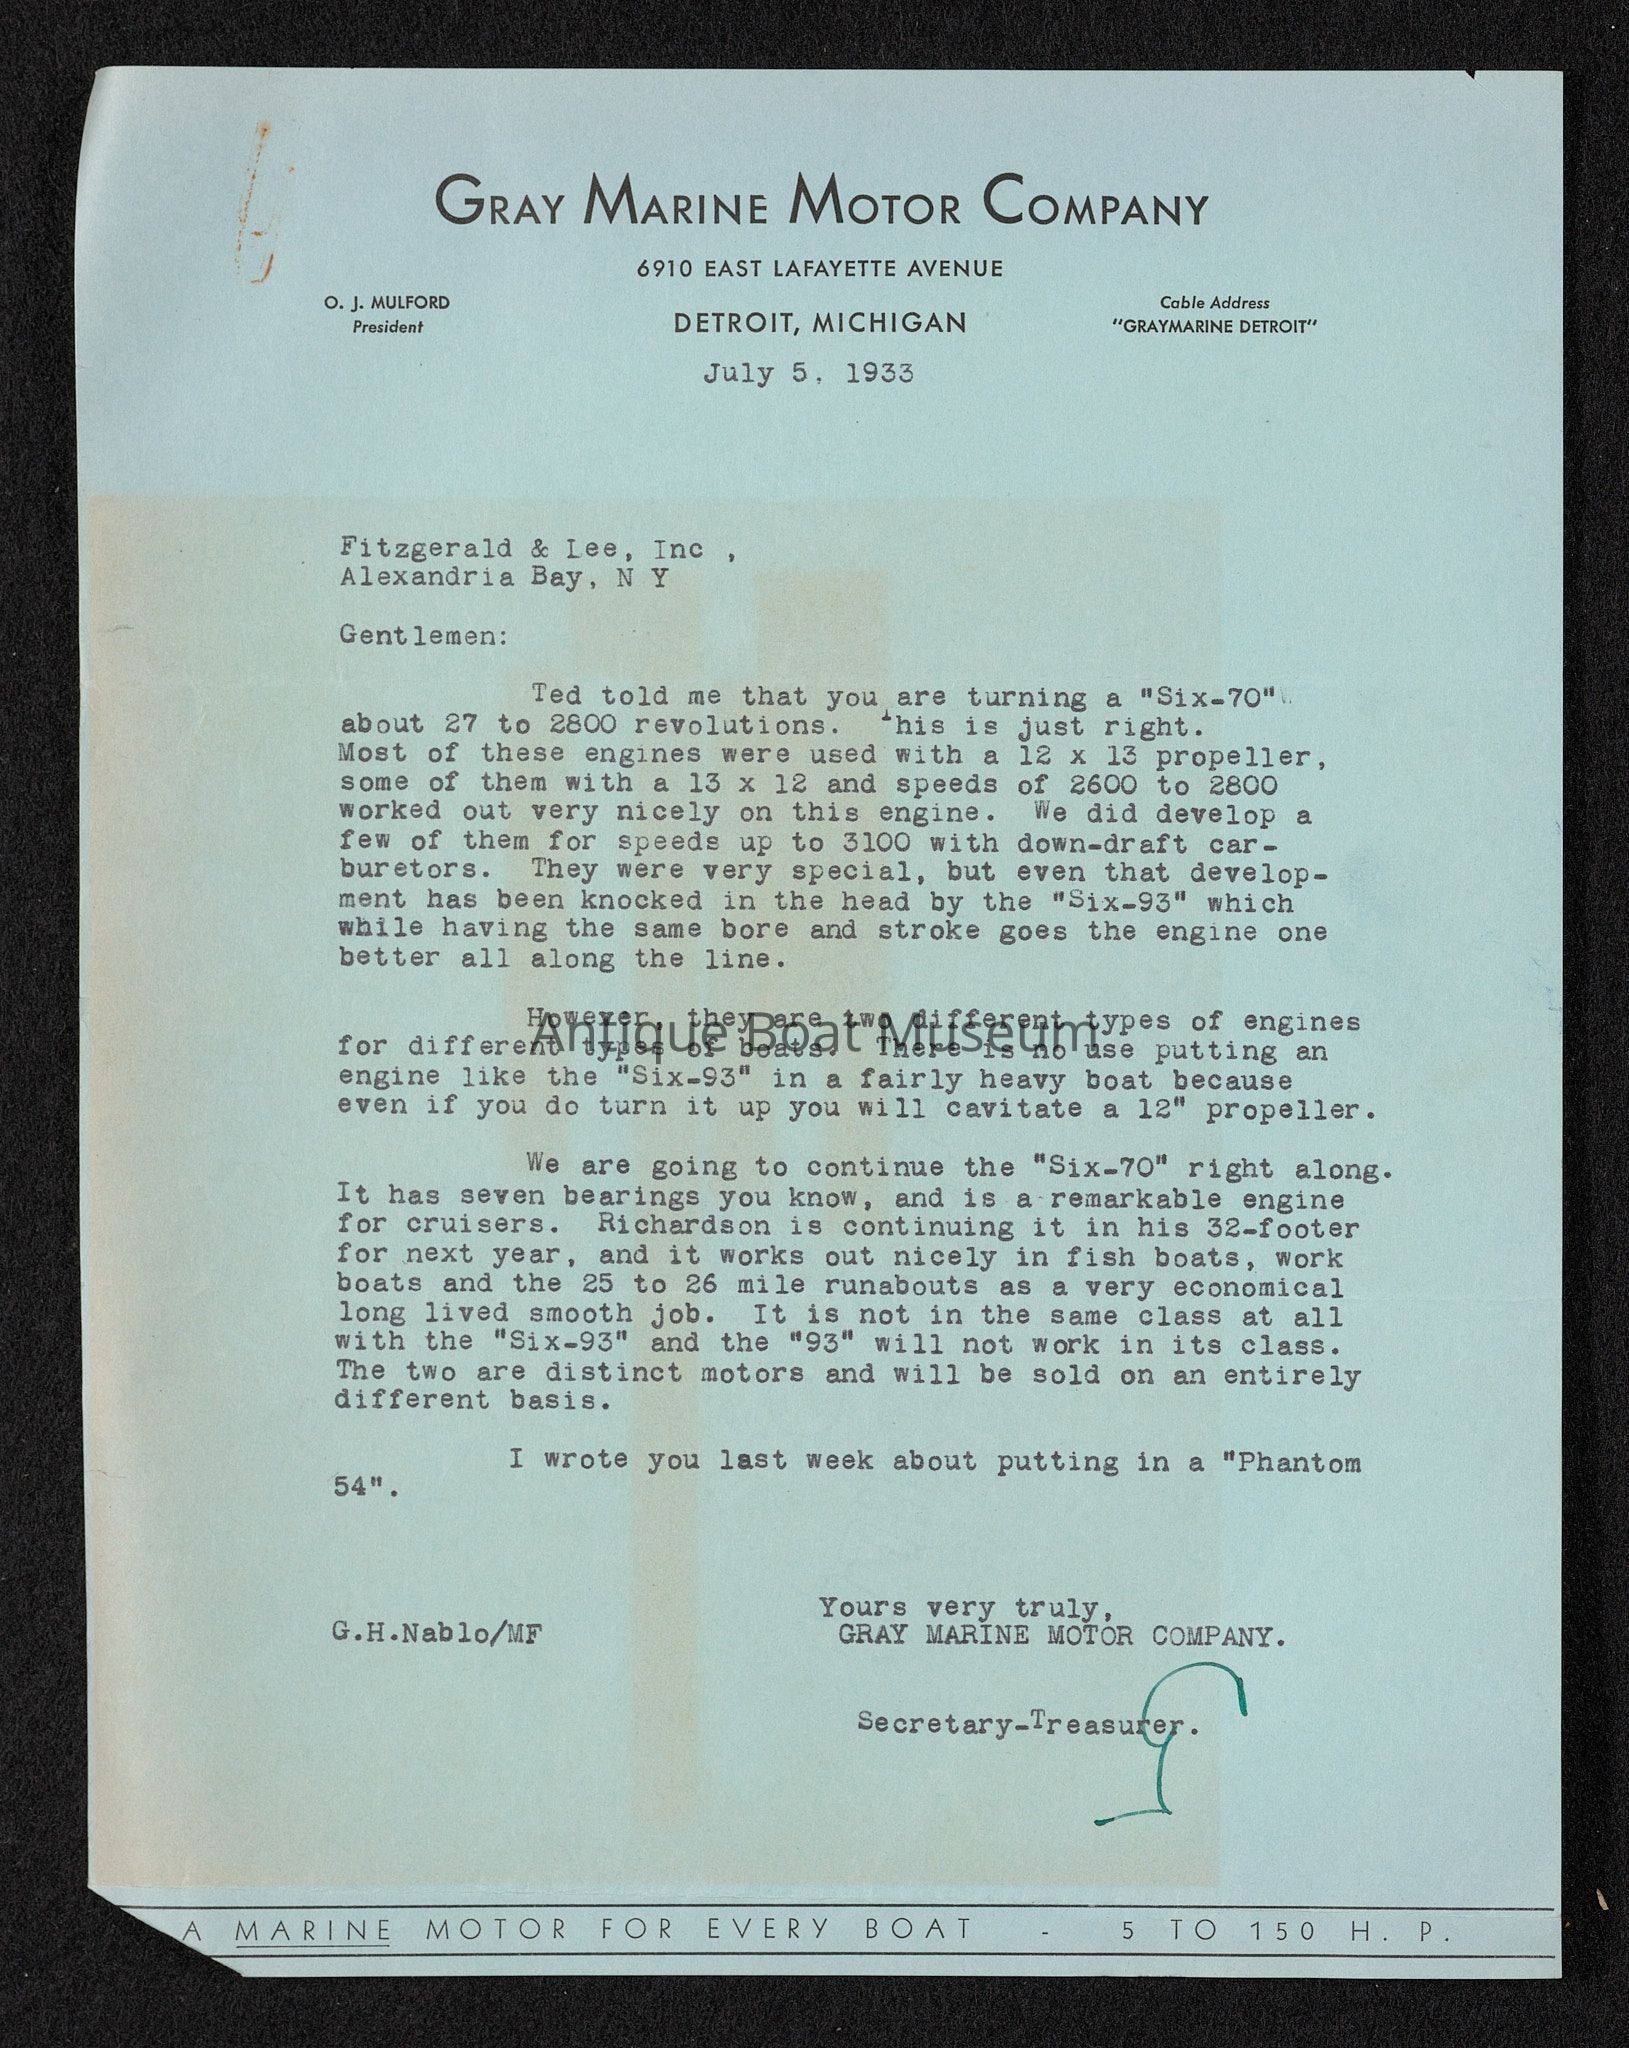 GRAY MARINE MOTOR COMPANY
6910 EAST LAFAYETTE AVENUE
O. J. MULFORD
President
DETROIT, MICHIGAN
Cable Address
"GRAYMARINE DETROIT"
July 5, 1933
Fitzgerald & Lee, Inc ,
Alexandria Bay, N Y
Gentlemen:
Ted told me that you are turning a "Six-70"
about 27 to 2800 revolutions. This is just right.
Most of these engines were used with a 12 x 13 propeller,
some of them with a 13 x 12 and speeds of 2600 to 2800
worked out very nicely on this engine. We did develop a
few of them for speeds up to 3100 with down-draft car-
buretors. They were very special, but even that develop-
ment has been knocked in the head by the "Six-93" which
while having the same bore and stroke goes the engine one
better all along the line.
However, they are two different types of engines
for different types of boats. There is no use putting an
Antique Boat Museum
engine like the "Six-93" in a fairly heavy boat because
even if you do turn it up you will cavitate a 12" propeller.
We are going to continue the "Six-70" right along.
It has seven bearings you know, and is a remarkable engine
for cruisers. Richardson is continuing it in his 32-footer
for next year, and it works out nicely in fish boats, work
boats and the 25 to 26 mile runabouts as a very economical
long lived smooth job. It is not in the same class at all
with the "Six-93" and the "93" will not work in its class.
The two are distinct motors and will be sold on an entirely
different basis.
I wrote you last week about putting in a "Phantom
54".
Yours very truly,
G.H.Nablo/MF
GRAY MARINE MOTOR COMPANY.
Secretary-Treasurer.
G
A MARINE MOTOR FOR EVERY BOAT - 5 TO 150 H. P.